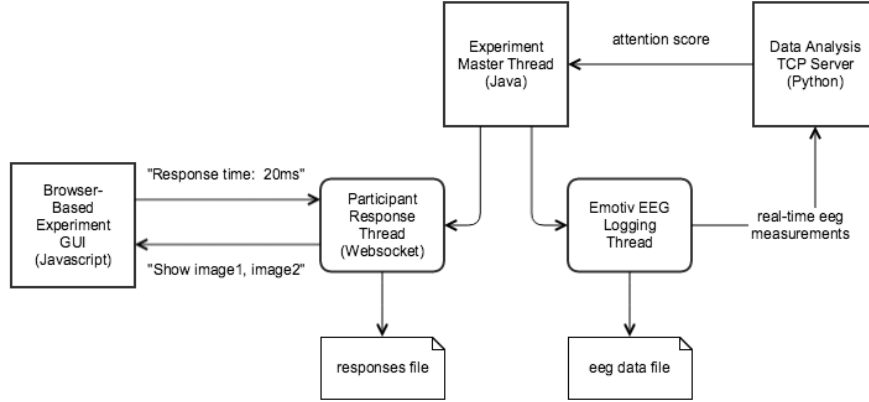 Experiment
Master Thread
(Java)
attention score
Data Analysis
TCP Server
(Python)
Browser-
Based
Experiment
GUI
(Javascript)
"Response time:  20ms"
"Show image1, image2"
Participant
Response
Thread
(Websocket)
Emotiv EEG
Logging
Thread
real-time eeg
measurements
responses file
eeg data file